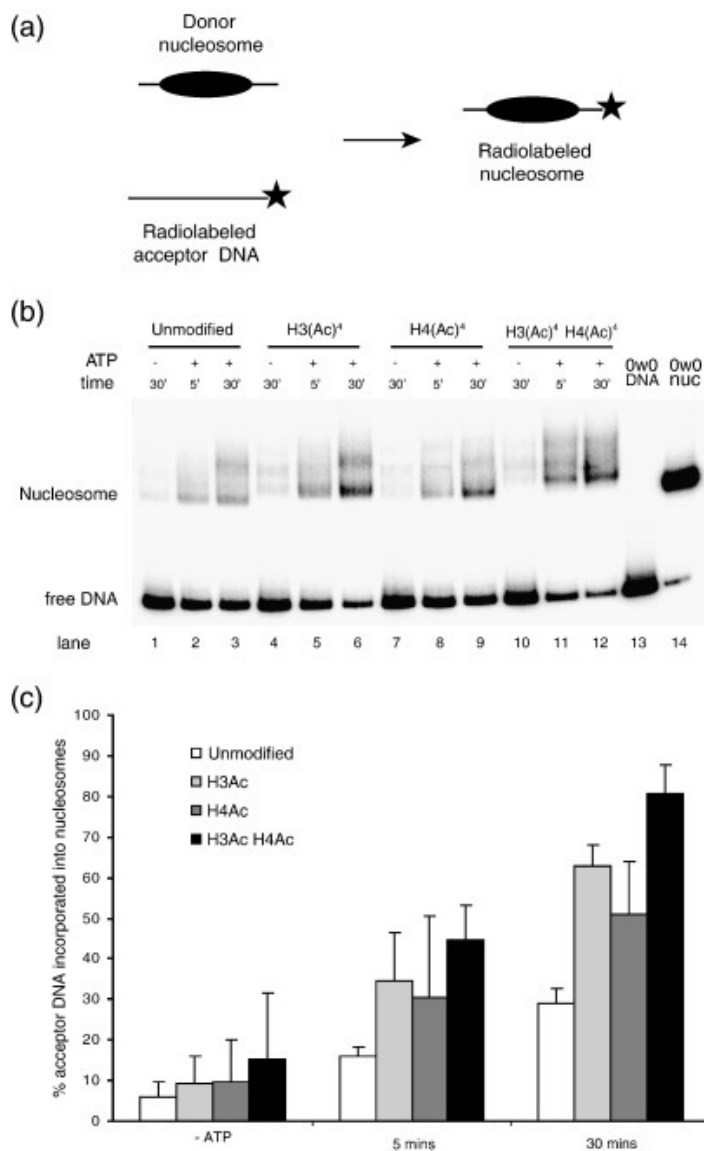 (a)
Donor
nucleosome
Radiolabeled
acceptor DNA
Radiolabeled
nucleosome
(b)
Unmodified H3(Ac)⁴ H4(Ac)⁴ H3(Ac)⁴ H4(Ac)⁴
ATP - + + - + + - + + - + + 0w0 0w0
time 30' 5' 30' 30' 5' 30' 30' 5' 30' 30' 5' 30' DNA nuc
Nucleosome
free DNA
lane 1 2 3 4 5 6 7 8 9 10 11 12 13 14
(c)
% acceptor DNA incorporated into nucleosomes
100
90
80
70
60
50
40
30
20
10
0
Unmodified
H3Ac
H4Ac
H3Ac H4Ac
- ATP 5 mins 30 mins